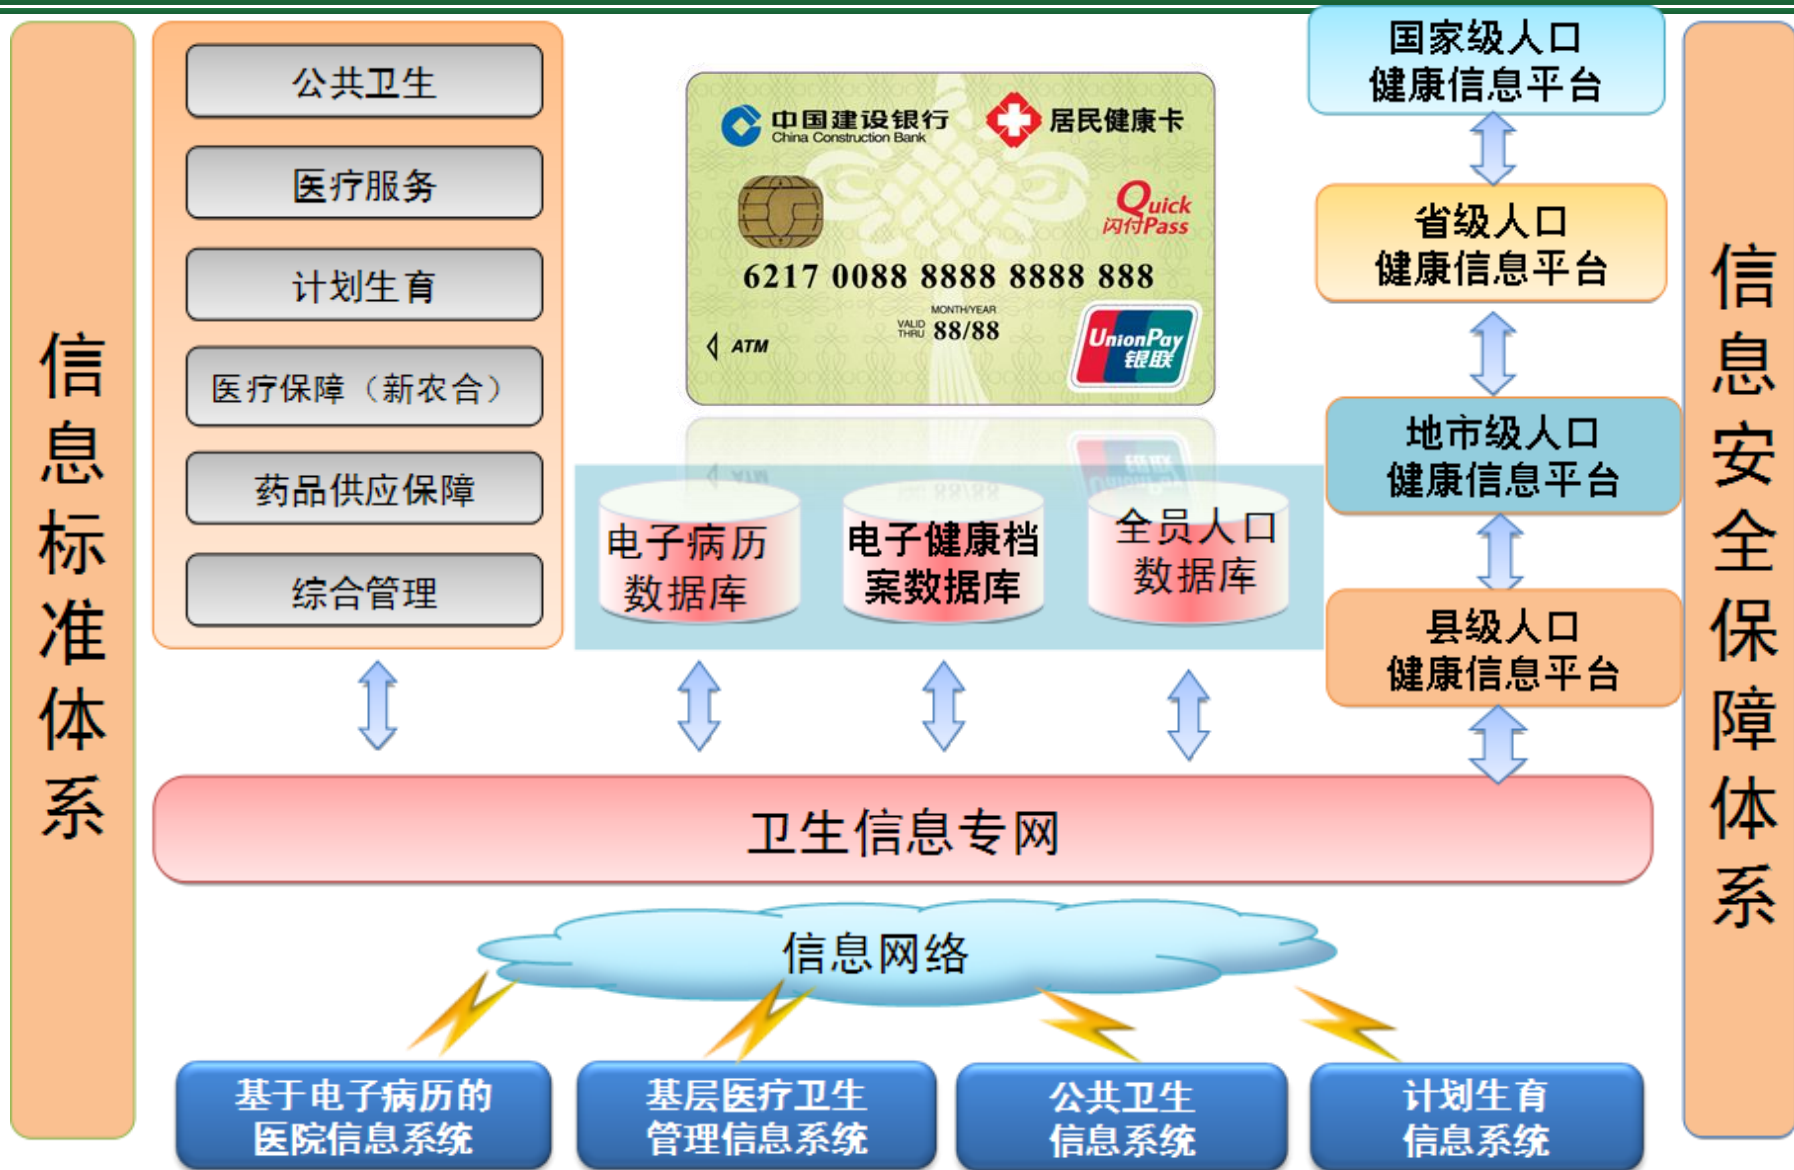 信息标准体系
公共卫生
医疗服务
计划生育
医疗保障（新农合）
药品供应保障
综合管理
中国建设银行
China Construction Bank
居民健康卡
Quick
闪付Pass
6217 0088 8888 8888 888
MONTH/YEAR
VALID
THRU
88/88
ATM
UnionPay
银联
电子病历
数据库
电子健康档
案数据库
全员人口
数据库
国家级人口
健康信息平台
省级人口
健康信息平台
地市级人口
健康信息平台
县级人口
健康信息平台
信息安全保障体系
卫生信息专网
信息网络
基于电子病历的
医院信息系统
基层医疗卫生
管理信息系统
公共卫生
信息系统
计划生育
信息系统